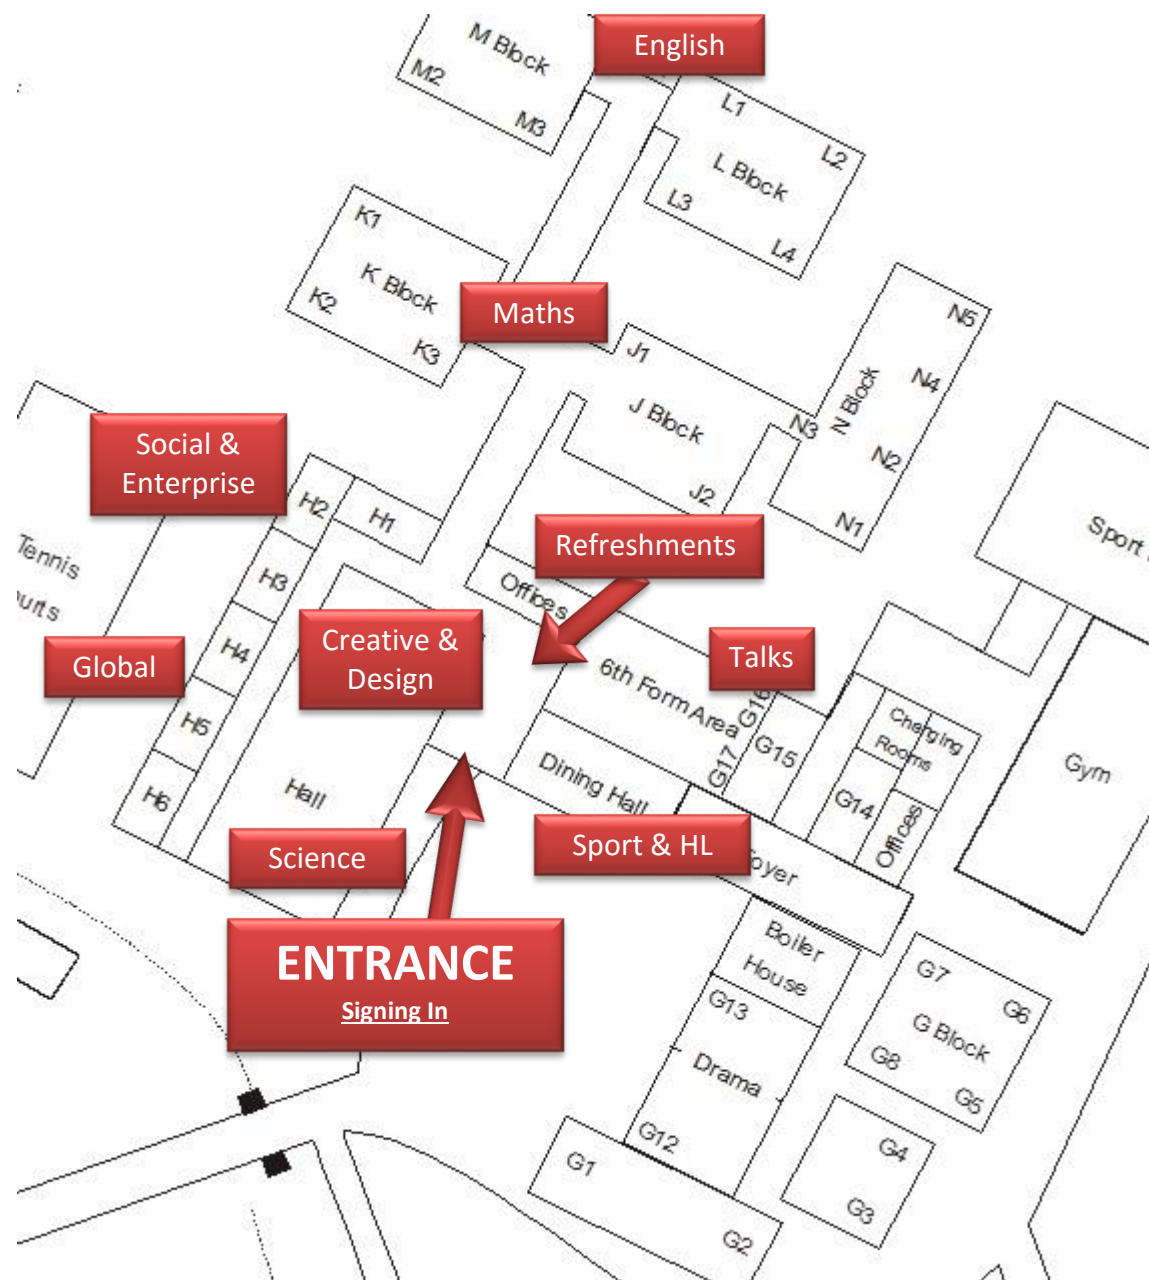 English
M Block
M2
M3
L1
L2
L Block
L3
L4
K1
K Block
K2
K3
Maths
J1
J Block
J2
N5
N4
N Block
N3
N2
N1
Social &
Enterprise
H2
H1
H3
H4
H5
H6
Tennis
Refreshments
Offices
Sport
Creative &
Design
Global
Talks
6th Form Area
G16
G17
G15
Changing
Rooms
G14
Offices
Gym
Dining Hall
Hall
Science
Sport & HL
oyer
ENTRANCE
Signing In
Boiler
House
G13
Drama
G12
G7
G6
G Block
G8
G5
G4
G3
G1
G2